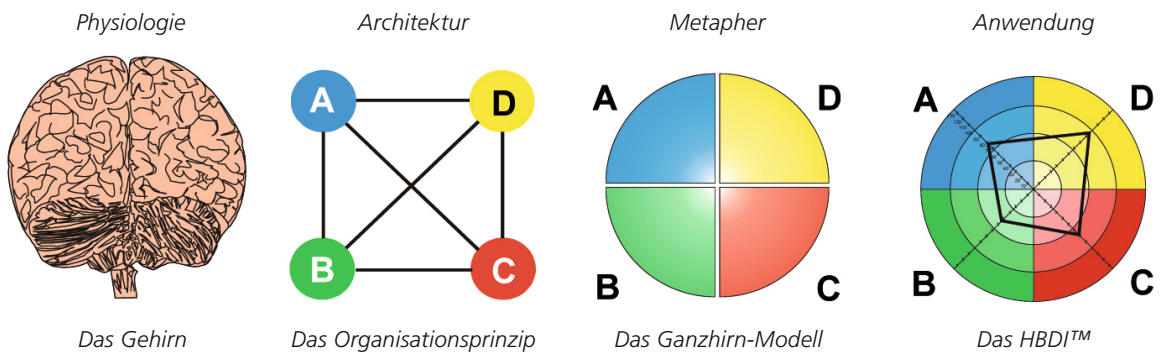 Physiologie
Architektur
Metapher
Anwendung
A
D
B
C
A
D
B
C
A
D
B
C
Das Gehirn
Das Organisationsprinzip
Das Ganzhirn-Modell
Das HBDI™